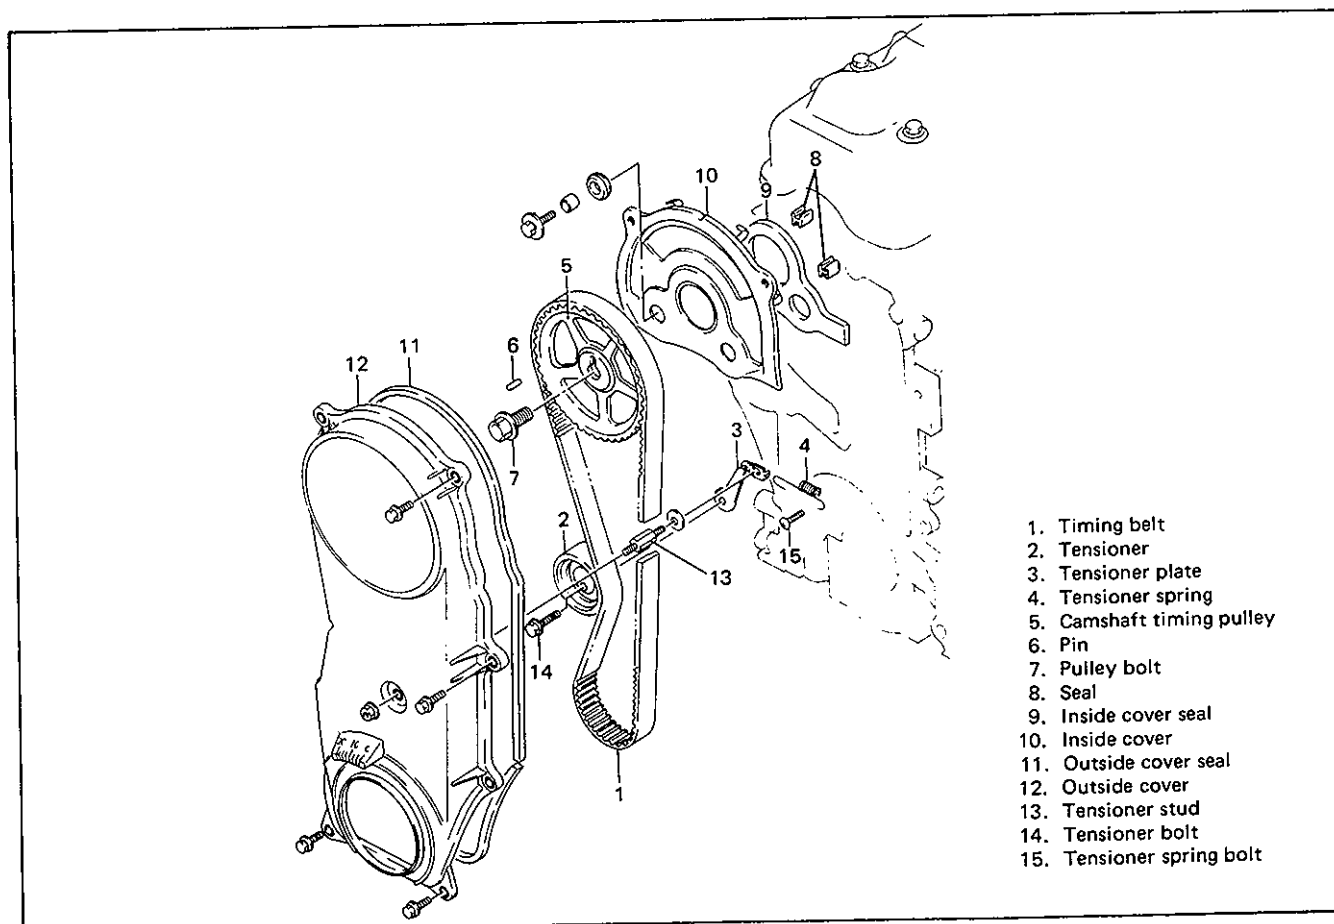 10
8
9
5
6
11
12
7
3
4
2
15
13
14
1
1. Timing belt
2. Tensioner
3. Tensioner plate
4. Tensioner spring
5. Camshaft timing pulley
6. Pin
7. Pulley bolt
8. Seal
9. Inside cover seal
10. Inside cover
11. Outside cover seal
12. Outside cover
13. Tensioner stud
14. Tensioner bolt
15. Tensioner spring bolt